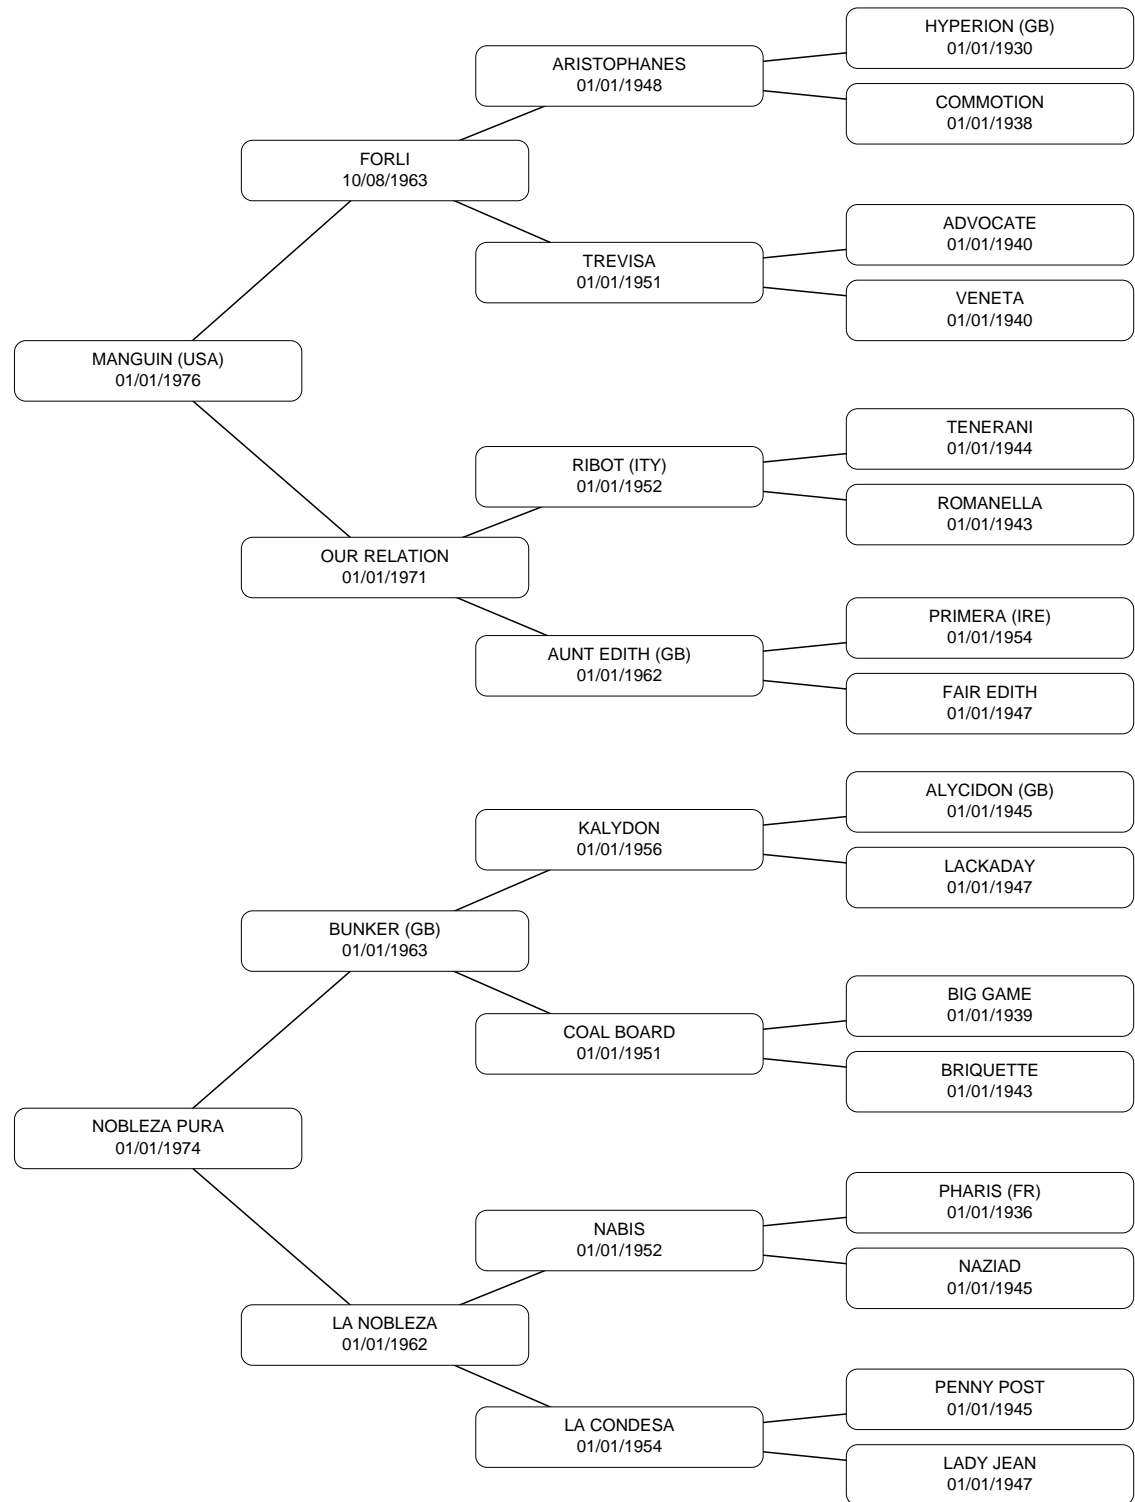 HYPERION (GB)
01/01/1930
ARISTOPHANES
01/01/1948
COMMOTION
01/01/1938
FORLI
10/08/1963
ADVOCATE
01/01/1940
TREVISA
01/01/1951
VENETA
01/01/1940
MANGUIN (USA)
01/01/1976
TENERANI
01/01/1944
RIBOT (ITY)
01/01/1952
ROMANELLA
01/01/1943
OUR RELATION
01/01/1971
PRIMERA (IRE)
01/01/1954
AUNT EDITH (GB)
01/01/1962
FAIR EDITH
01/01/1947
ALYCIDON (GB)
01/01/1945
KALYDON
01/01/1956
LACKADAY
01/01/1947
BUNKER (GB)
01/01/1963
BIG GAME
01/01/1939
COAL BOARD
01/01/1951
BRIQUETTE
01/01/1943
NOBLEZA PURA
01/01/1974
PHARIS (FR)
01/01/1936
NABIS
01/01/1952
NAZIAD
01/01/1945
LA NOBLEZA
01/01/1962
PENNY POST
01/01/1945
LA CONDESA
01/01/1954
LADY JEAN
01/01/1947